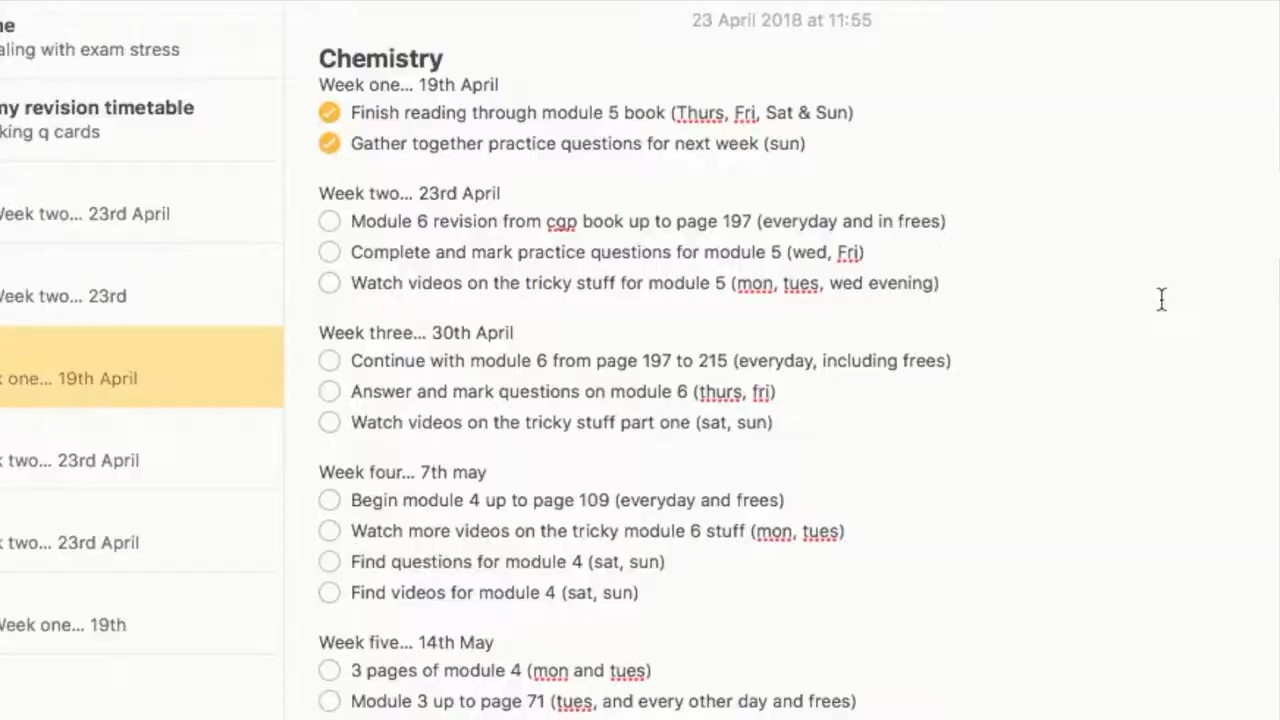 ne
aling with exam stress
my revision timetable
king q cards
Week two... 23rd April
Week two... 23rd
k one... 19th April
k two... 23rd April
k two... 23rd April
Week one... 19th
23 April 2018 at 11:55
Chemistry
Week one... 19th April
Finish reading through module 5 book (Thurs, Fri, Sat & Sun)
Gather together practice questions for next week (sun)
Week two... 23rd April
Module 6 revision from cgp book up to page 197 (everyday and in frees)
Complete and mark practice questions for module 5 (wed, Fri)
Watch videos on the tricky stuff for module 5 (mon, tues, wed evening)
Week three... 30th April
Continue with module 6 from page 197 to 215 (everyday, including frees)
Answer and mark questions on module 6 (thurs, fri)
Watch videos on the tricky stuff part one (sat, sun)
Week four... 7th may
Begin module 4 up to page 109 (everyday and frees)
Watch more videos on the tricky module 6 stuff (mon, tues)
Find questions for module 4 (sat, sun)
Find videos for module 4 (sat, sun)
Week five... 14th May
3 pages of module 4 (mon and tues)
Module 3 up to page 71 (tues, and every other day and frees)